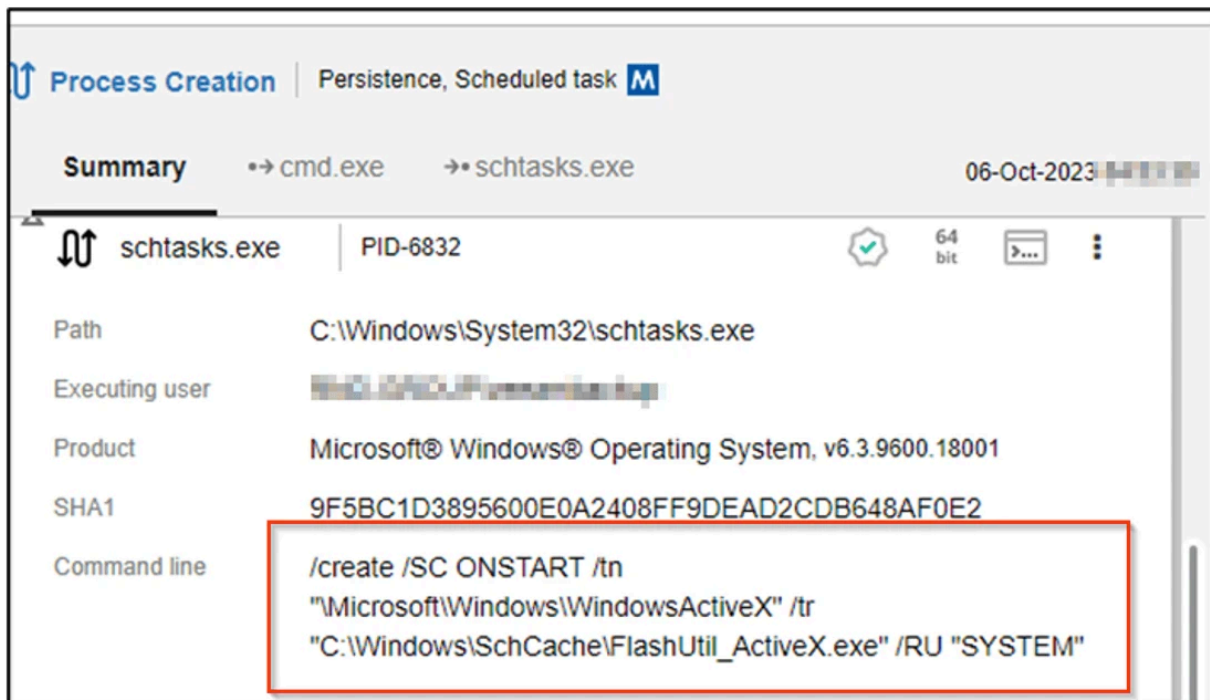 Process Creation Persistence, Scheduled task M
Summary cmd.exe schtasks.exe 06-Oct-2023
schtasks.exe PID-6832 64 bit >...
Path C:\Windows\System32\schtasks.exe
Executing user
Product Microsoft® Windows® Operating System, v6.3.9600.18001
SHA1 9F5BC1D3895600E0A2408FF9DEAD2CDB648AF0E2
Command line /create /SC ONSTART /tn
"\Microsoft\Windows\WindowsActiveX" /tr
"C:\Windows\SchCache\FlashUtil_ActiveX.exe" /RU "SYSTEM"